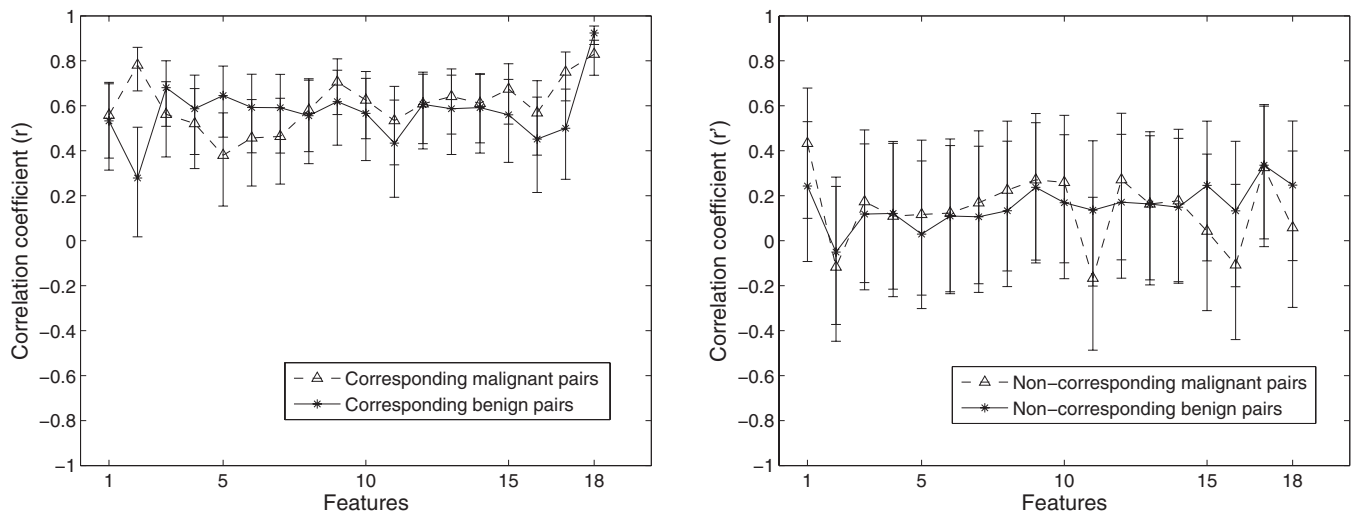 Correlation coefficient (r)
1
0.8
0.6
0.4
0.2
0
−0.2
−0.4
−0.6
−0.8
−1
Corresponding malignant pairs
Corresponding benign pairs
1 5 10 15 18
Features
Correlation coefficient (r')
1
0.8
0.6
0.4
0.2
0
−0.2
−0.4
−0.6
−0.8
−1
Non−corresponding malignant pairs
Non−corresponding benign pairs
1 5 10 15 18
Features